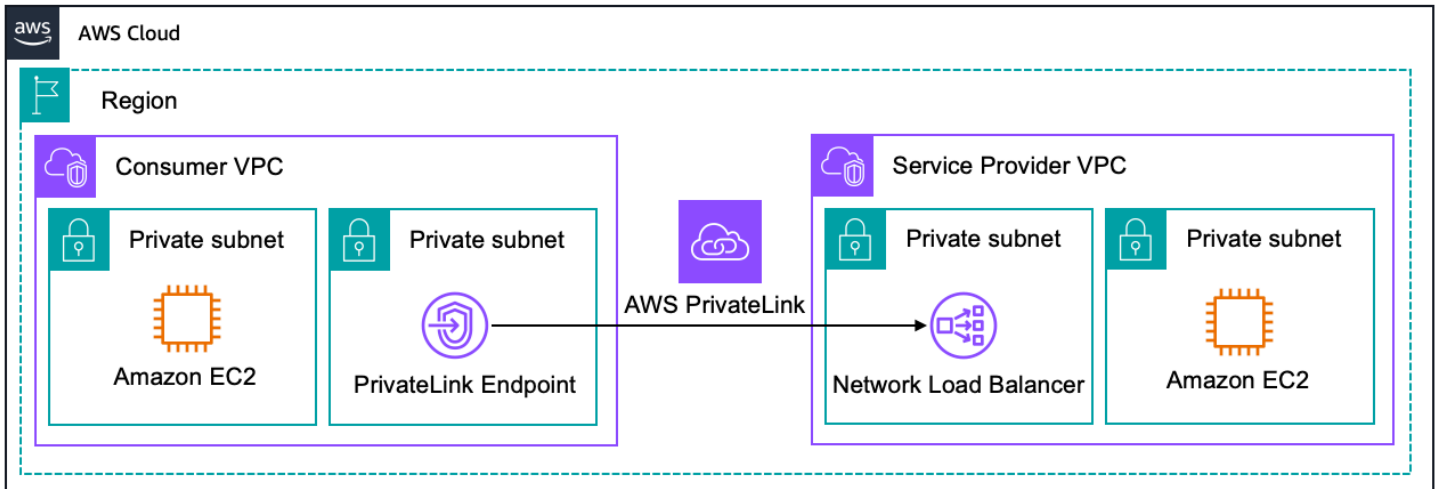 aws
AWS Cloud
Region
Consumer VPC
Service Provider VPC
Private subnet
Private subnet
Private subnet
Private subnet
AWS PrivateLink
Amazon EC2
PrivateLink Endpoint
Network Load Balancer
Amazon EC2